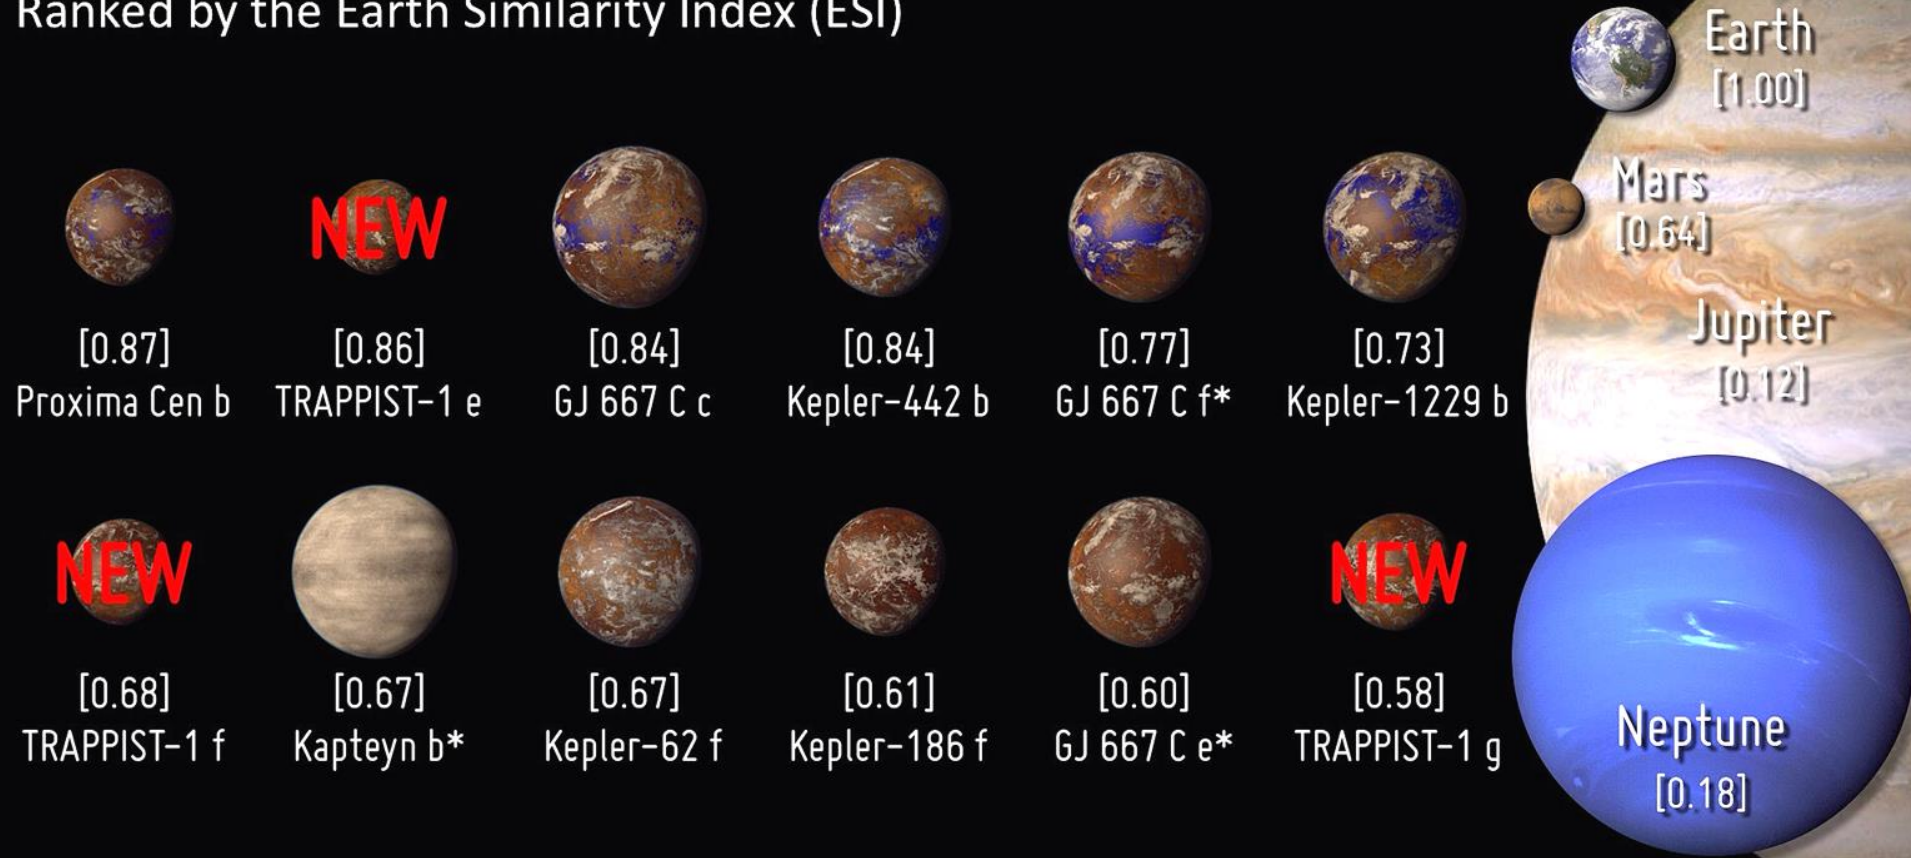 Ranked by the Earth Similarity Index (ESI)
Earth
[1.00]
Mars
[0.64]
Jupiter
[0.12]
NEW
[0.87] [0.86] [0.84] [0.84] [0.77] [0.73]
Proxima Cen b TRAPPIST-1 e GJ 667 C c Kepler-442 b GJ 667 C f* Kepler-1229 b
NEW NEW
[0.68] [0.67] [0.67] [0.61] [0.60] [0.58]
TRAPPIST-1 f Kapteyn b* Kepler-62 f Kepler-186 f GJ 667 C e* TRAPPIST-1 g
Neptune
[0.18]